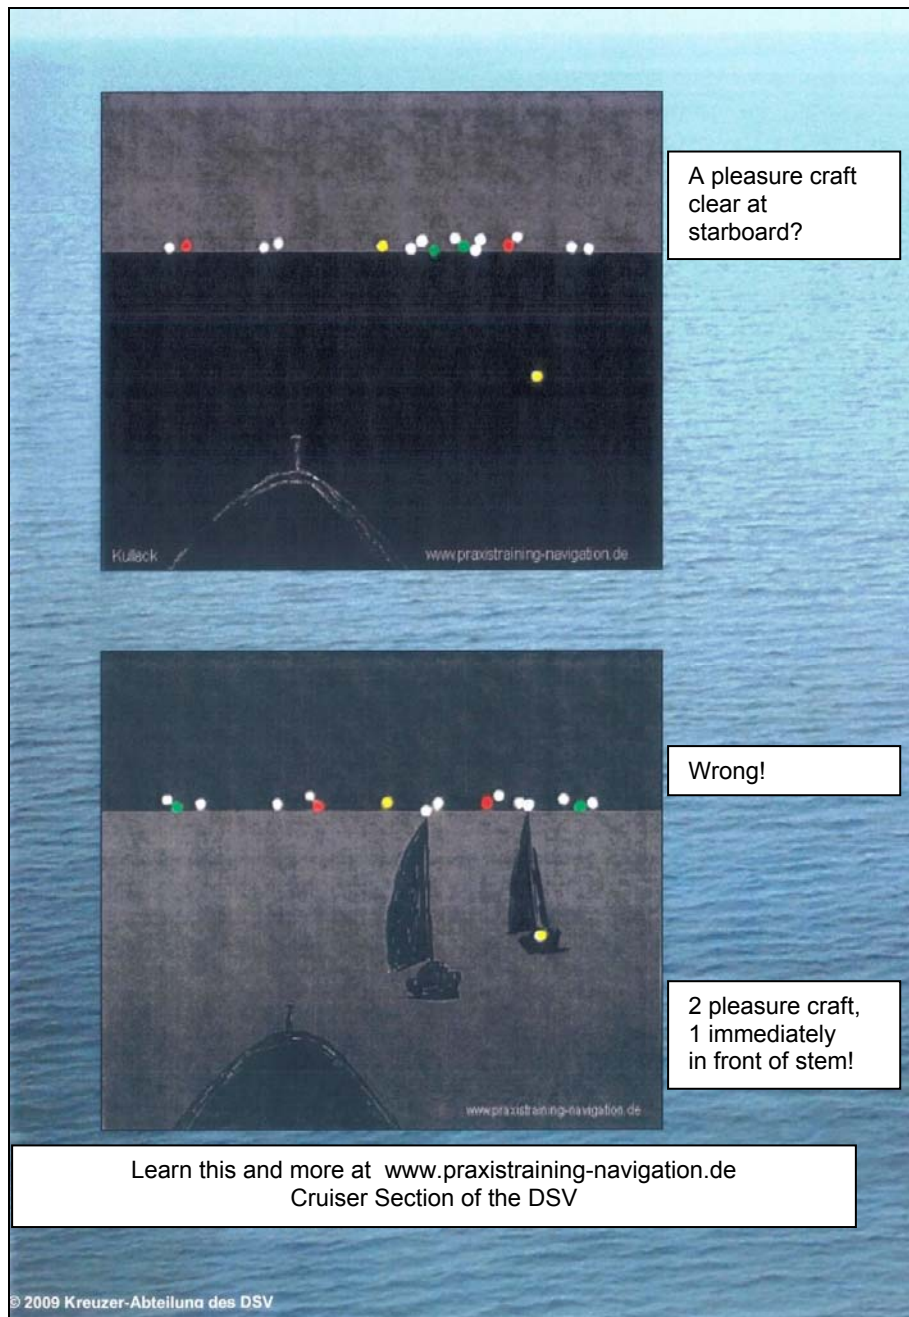 A pleasure craft
clear at
starboard?
Kullack
www.praxistraining-navigation.de
Wrong!
2 pleasure craft,
1 immediately
in front of stem!
www.praxistraining-navigation.de
Learn this and more at www.praxistraining-navigation.de
Cruiser Section of the DSV
© 2009 Kreuzer-Abteilung des DSV